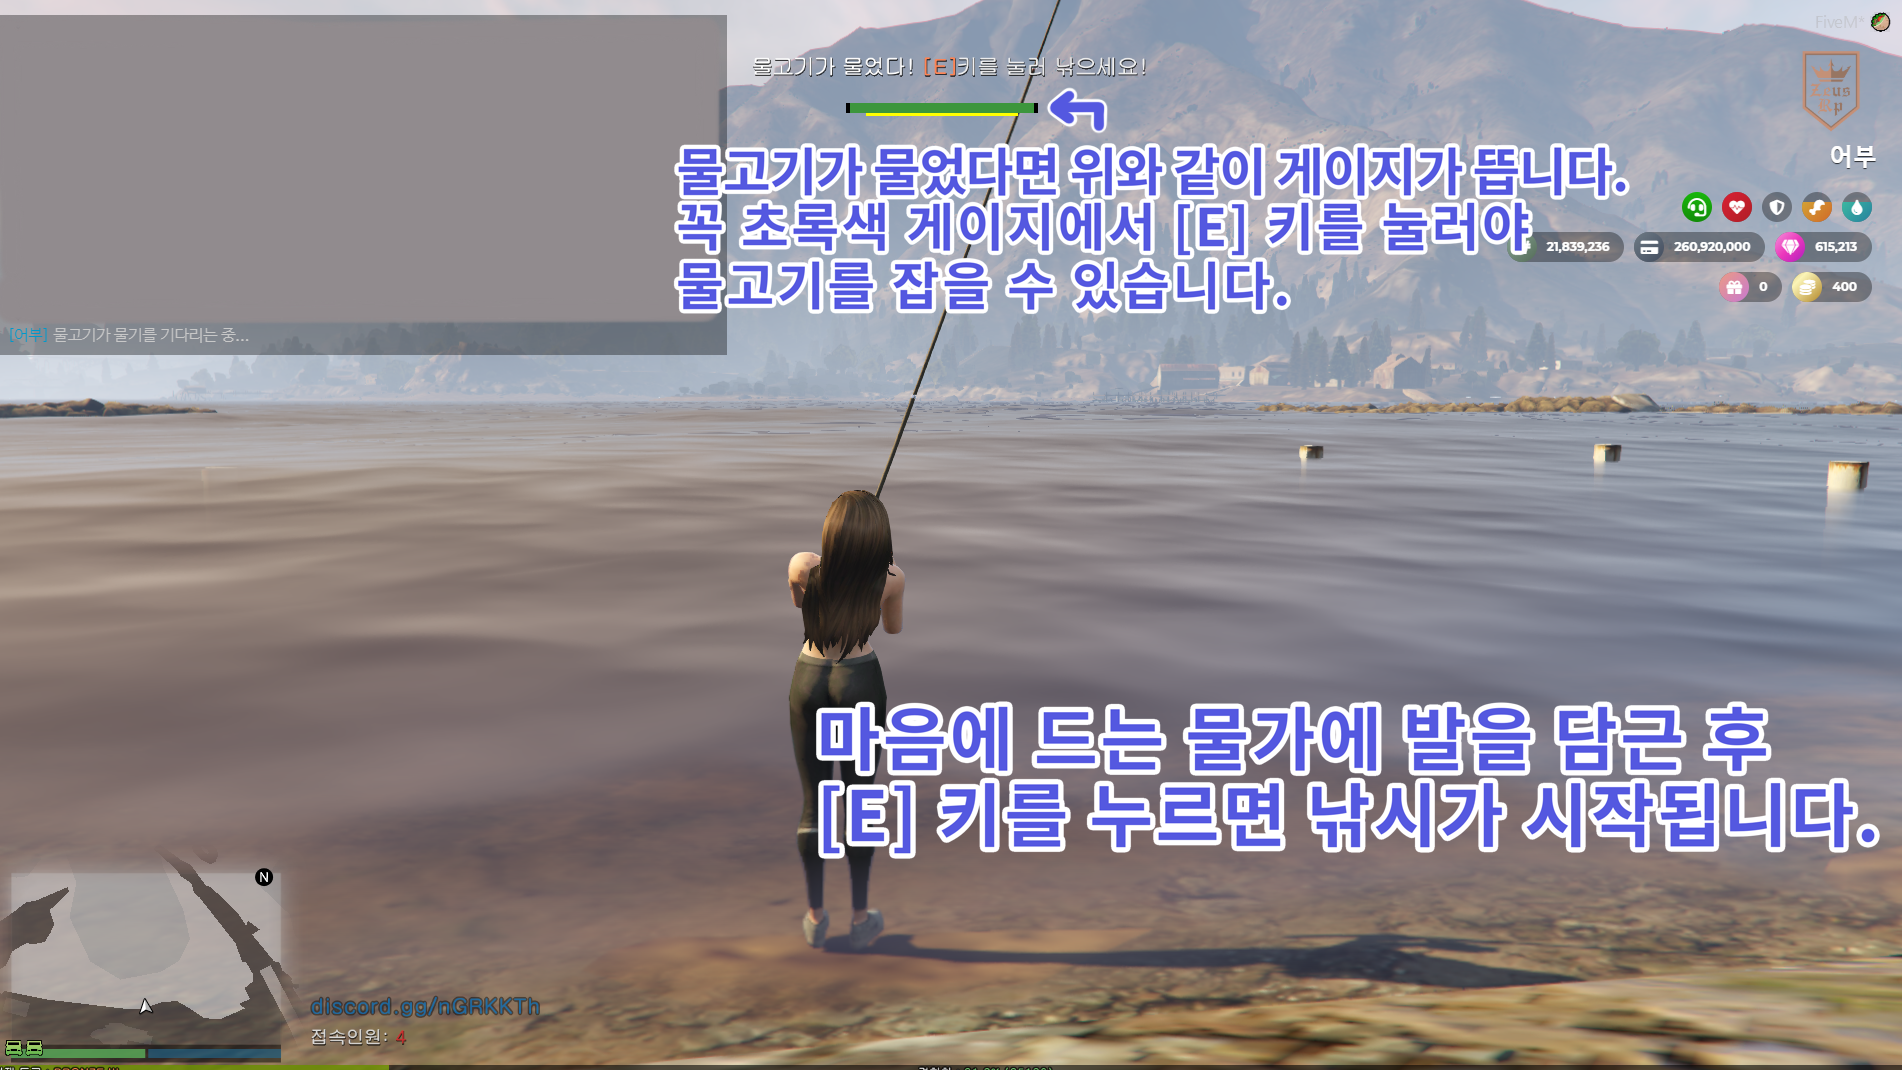 FiveM®
물고기가 물었다! [E]키를 눌러 낚으세요!
Zeus
Rp
어부
물고기가 물었다면 위와 같이 게이지가 뜹니다.
꼭 초록색 게이지에서 [E] 키를 눌러야
물고기를 잡을 수 있습니다.
21,839,236
260,920,000
615,213
0
400
[어부] 물고기가 물기를 기다리는 중...
마음에 드는 물가에 발을 담근 후
[E] 키를 누르면 낚시가 시작됩니다.
N
discord.gg/nGRKKTh
접속인원: 4